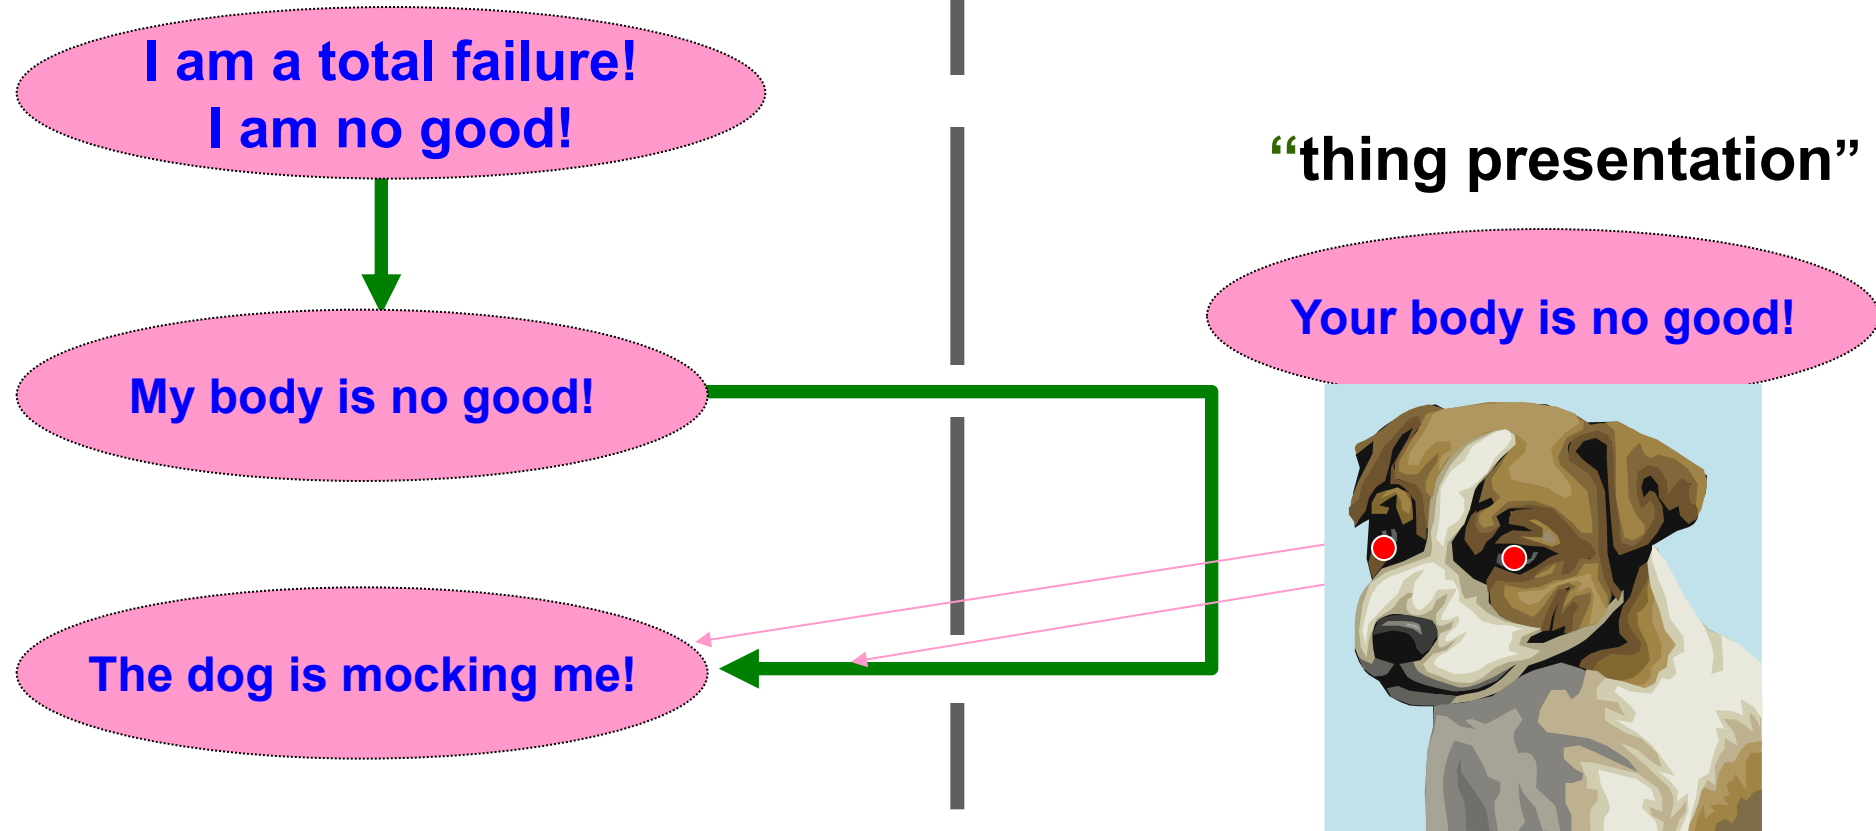 I am a total failure!
I am no good!
“thing presentation”
Your body is no good!
My body is no good!
The dog is mocking me!